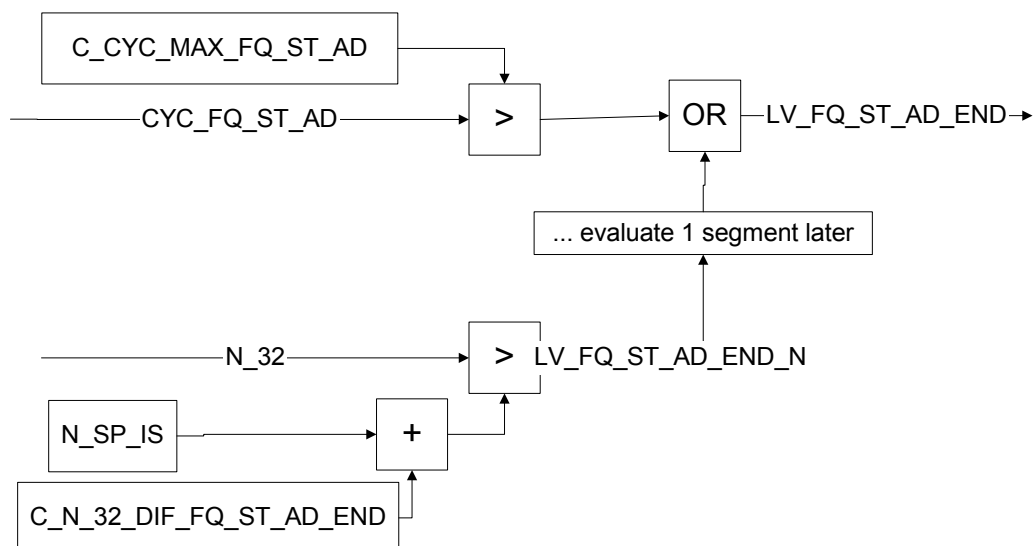 C_CYC_MAX_FQ_ST_AD
CYC_FQ_ST_AD
>
OR
LV_FQ_ST_AD_END
... evaluate 1 segment later
N_32
>
LV_FQ_ST_AD_END_N
N_SP_IS
+
C_N_32_DIF_FQ_ST_AD_END